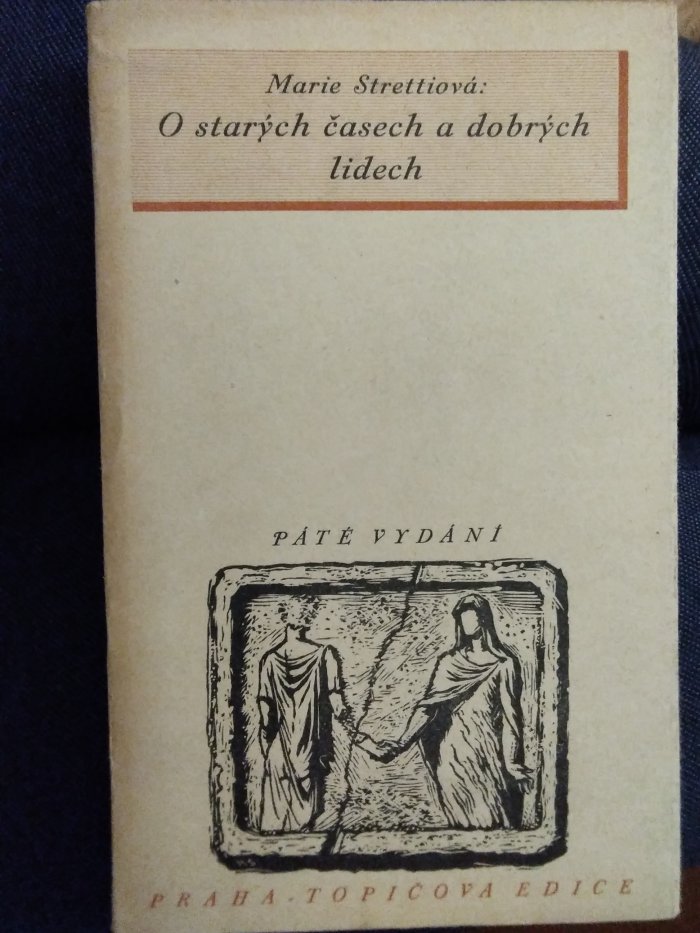 Marie Strettiová:
O starých časech a dobrých
lidech
PÁTÉ VYDÁNÍ
PRAHA-TOPIČOVA EDICE